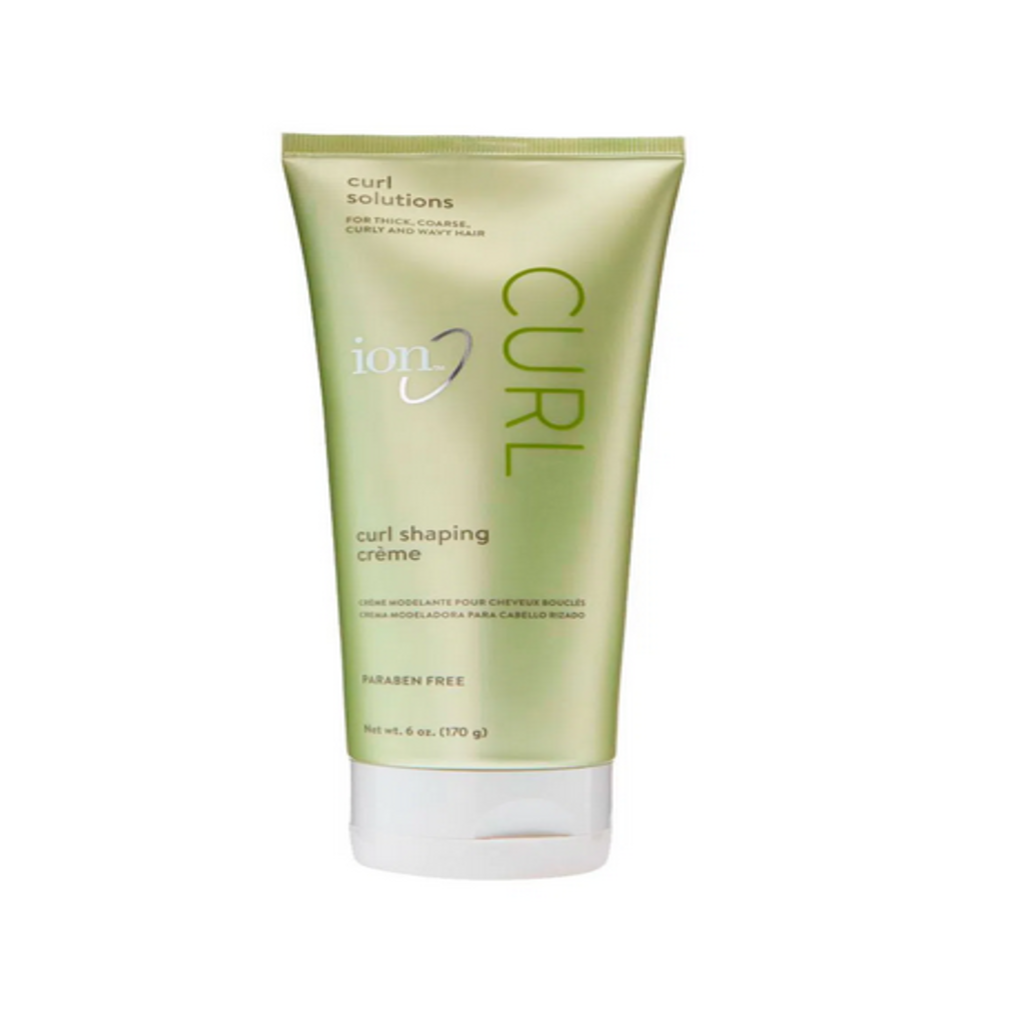 curl
solutions
FOR THICK, COARSE,
CURLY AND WAVY HAIR
CURL
ion™
curl shaping
crème
CRÈME MODELANTE POUR CHEVEUX BOUCLÉS
CREMA MODELADORA PARA CABELLO RIZADO
PARABEN FREE
Net wt. 6 oz. (170 g)